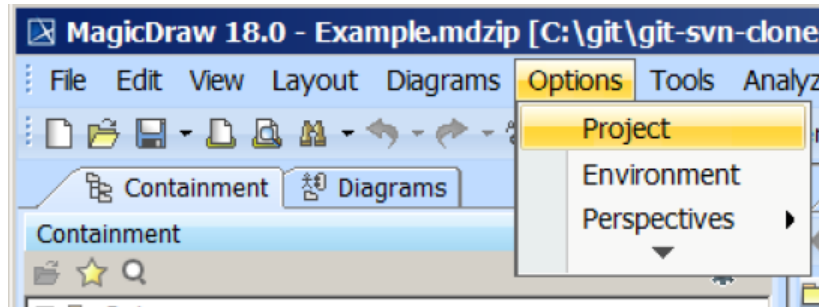 MagicDraw 18.0 - Example.mdzip [C:\git\git-svn-clone
File Edit View Layout Diagrams Options Tools Analyz
Project
Containment Diagrams
Environment
Perspectives
Containment